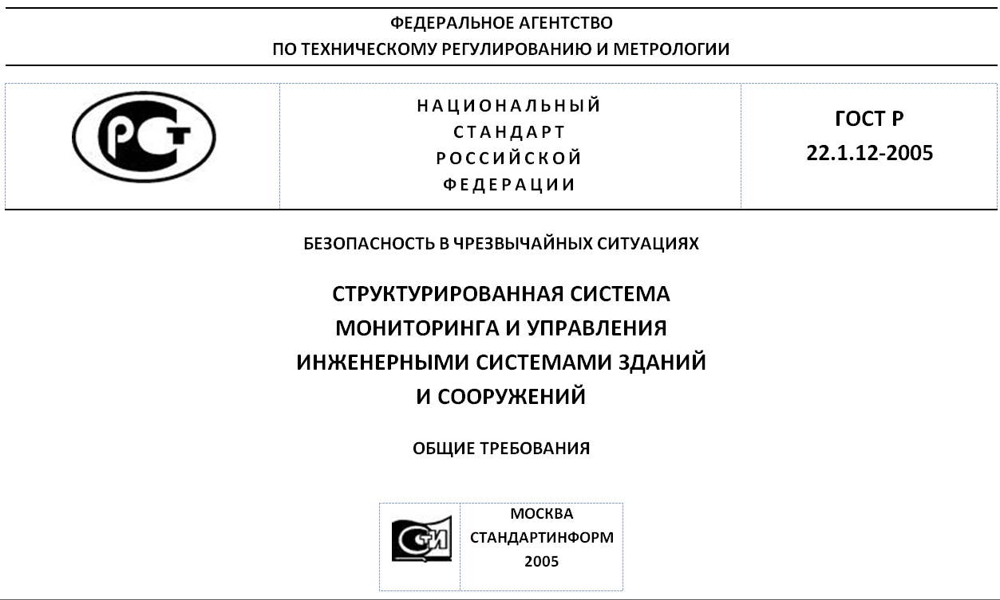 ФЕДЕРАЛЬНОЕ АГЕНТСТВО
ПО ТЕХНИЧЕСКОМУ РЕГУЛИРОВАНИЮ И МЕТРОЛОГИИ
РСТ
НАЦИОНАЛЬНЫЙ
СТАНДАРТ
РОССИЙСКОЙ
ФЕДЕРАЦИИ
ГОСТ Р
22.1.12-2005
БЕЗОПАСНОСТЬ В ЧРЕЗВЫЧАЙНЫХ СИТУАЦИЯХ
СТРУКТУРИРОВАННАЯ СИСТЕМА
МОНИТОРИНГА И УПРАВЛЕНИЯ
ИНЖЕНЕРНЫМИ СИСТЕМАМИ ЗДАНИЙ
И СООРУЖЕНИЙ
ОБЩИЕ ТРЕБОВАНИЯ
СТИ
МОСКВА
СТАНДАРТИНФОРМ
2005